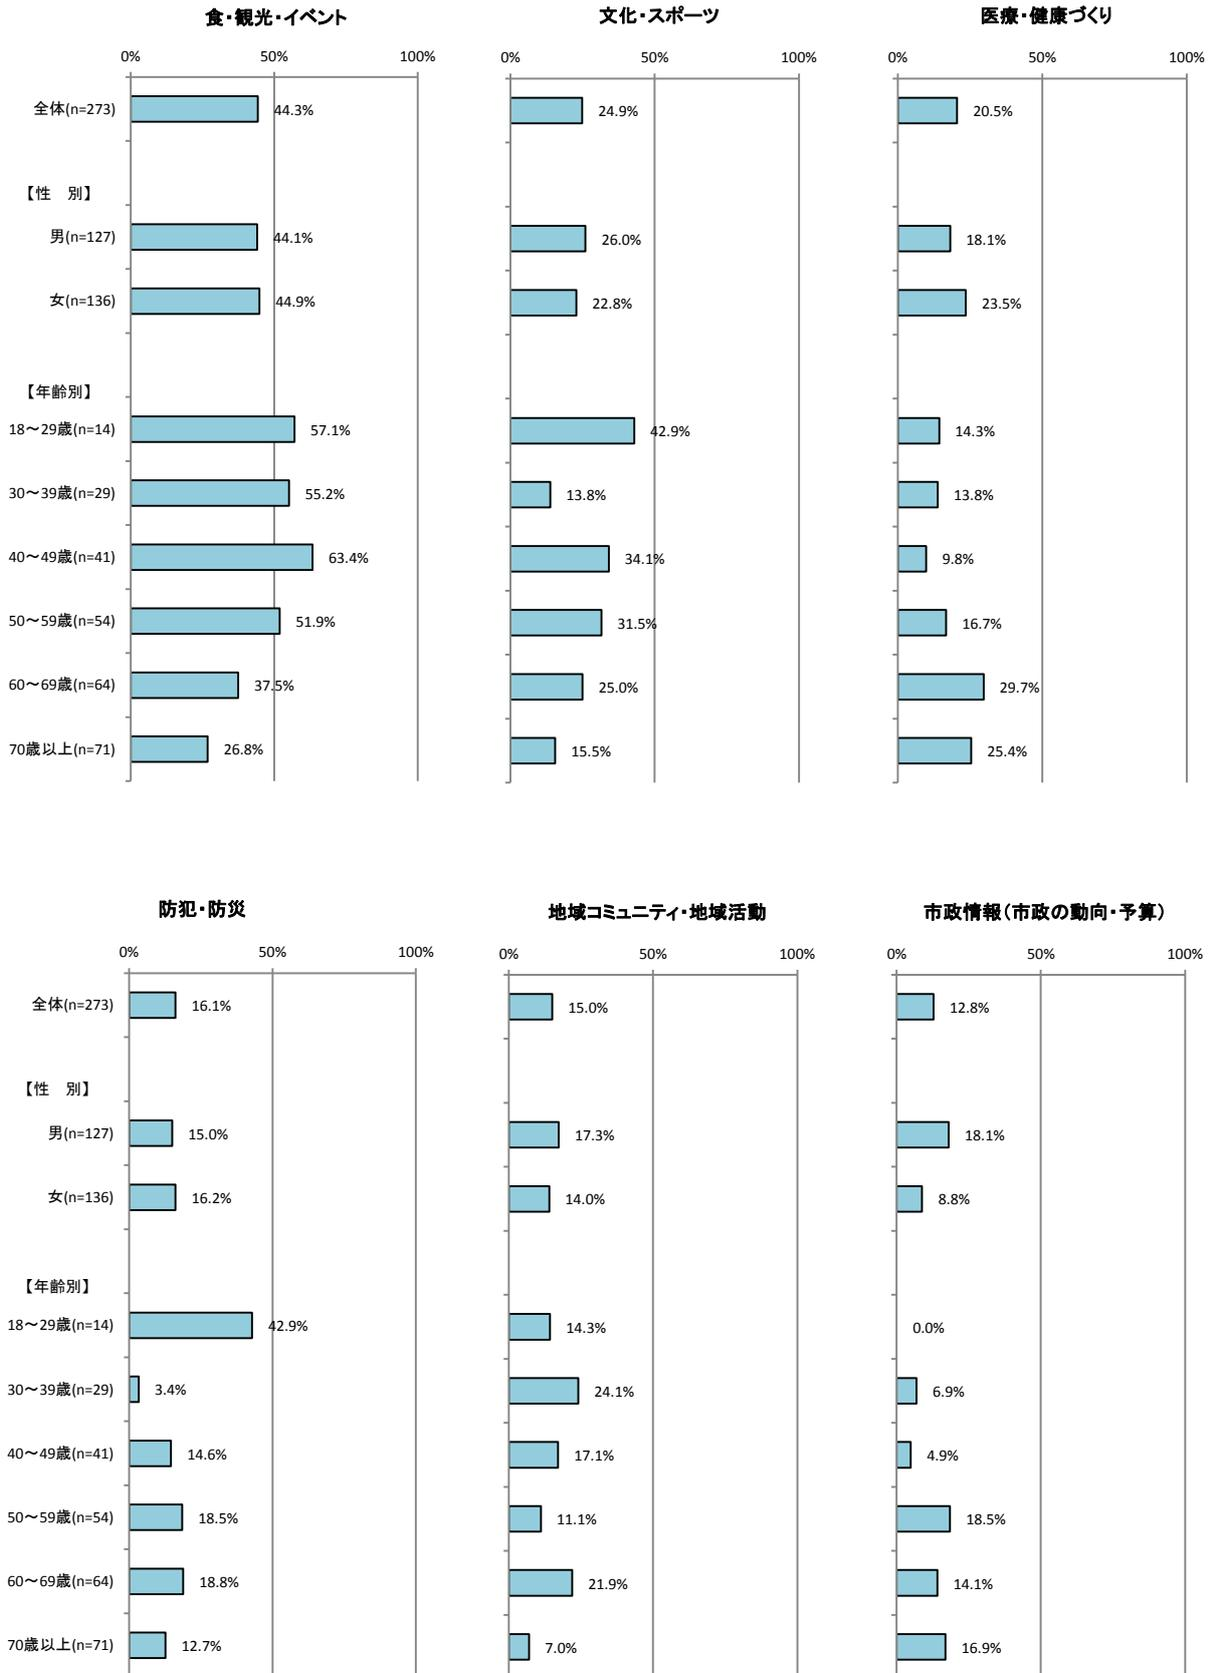 食・観光・イベント 文化・スポーツ 医療・健康づくり
0% 50% 100% 0% 50% 100% 0% 50% 100%
全体(n=273) 44.3% 24.9% 20.5%
【性　別】
男(n=127) 44.1% 26.0% 18.1%
女(n=136) 44.9% 22.8% 23.5%
【年齢別】
18～29歳(n=14) 57.1% 42.9% 14.3%
30～39歳(n=29) 55.2% 13.8% 13.8%
40～49歳(n=41) 63.4% 34.1% 9.8%
50～59歳(n=54) 51.9% 31.5% 16.7%
60～69歳(n=64) 37.5% 25.0% 29.7%
70歳以上(n=71) 26.8% 15.5% 25.4%
防犯・防災 地域コミュニティ・地域活動 市政情報（市政の動向・予算）
0% 50% 100% 0% 50% 100% 0% 50% 100%
全体(n=273) 16.1% 15.0% 12.8%
【性　別】
男(n=127) 15.0% 17.3% 18.1%
女(n=136) 16.2% 14.0% 8.8%
【年齢別】
18～29歳(n=14) 42.9% 14.3% 0.0%
30～39歳(n=29) 3.4% 24.1% 6.9%
40～49歳(n=41) 14.6% 17.1% 4.9%
50～59歳(n=54) 18.5% 11.1% 18.5%
60～69歳(n=64) 18.8% 21.9% 14.1%
70歳以上(n=71) 12.7% 7.0% 16.9%